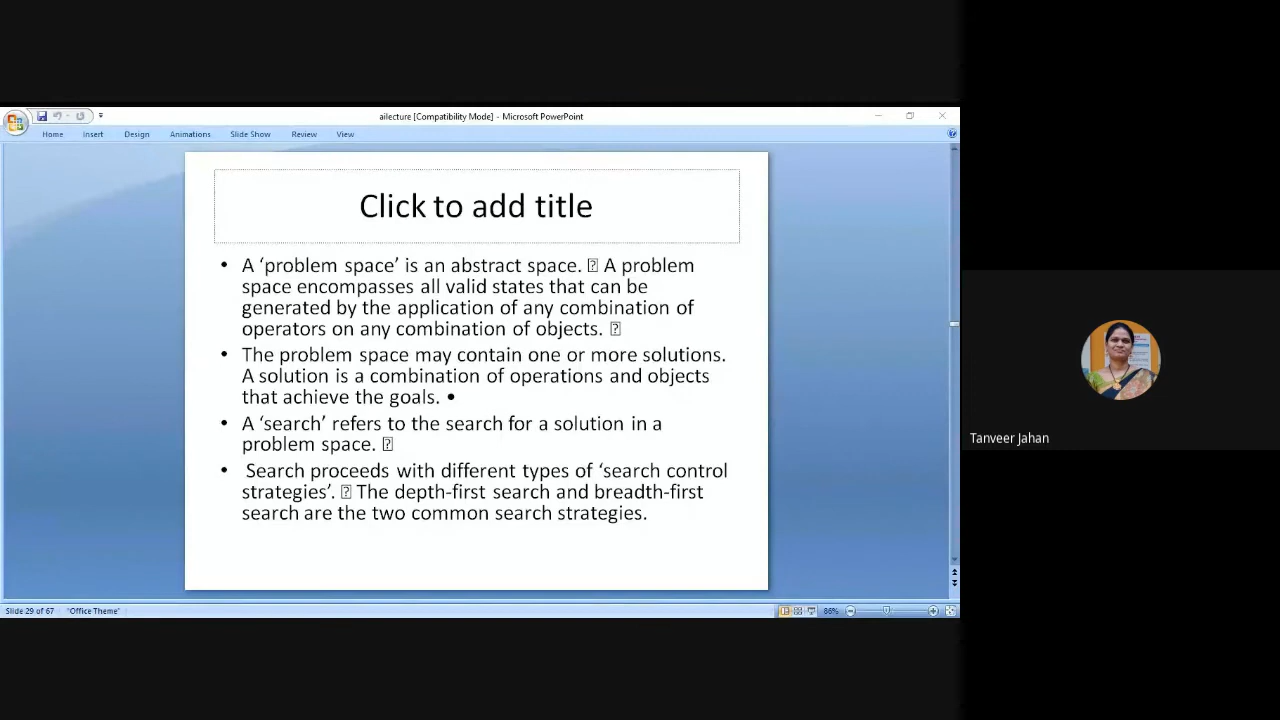 ailecture [Compatibility Mode] - Microsoft PowerPoint
Home Insert Design Animations Slide Show Review View
Click to add title
• A ‘problem space’ is an abstract space. ⍰ A problem
space encompasses all valid states that can be
generated by the application of any combination of
operators on any combination of objects. ⍰
• The problem space may contain one or more solutions.
A solution is a combination of operations and objects
that achieve the goals. •
• A ‘search’ refers to the search for a solution in a
problem space. ⍰
• Search proceeds with different types of ‘search control
strategies’. ⍰ The depth-first search and breadth-first
search are the two common search strategies.
Tanveer Jahan
Slide 29 of 67 "Office Theme" 86%